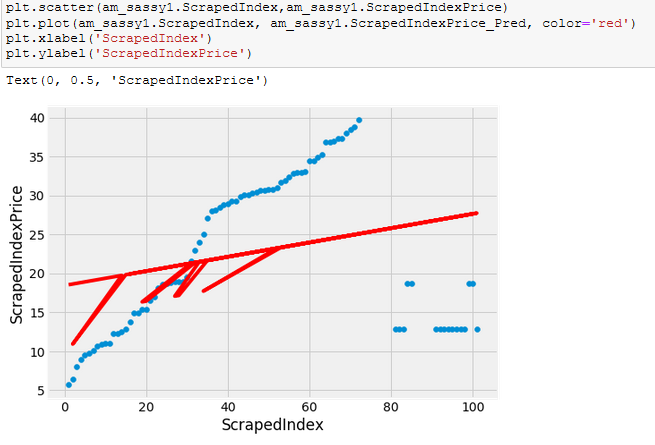 plt.scatter(am_sassy1.ScrapedIndex,am_sassy1.ScrapedIndexPrice)
plt.plot(am_sassy1.ScrapedIndex, am_sassy1.ScrapedIndexPrice_Pred, color='red')
plt.xlabel('ScrapedIndex')
plt.ylabel('ScrapedIndexPrice')
Text(0, 0.5, 'ScrapedIndexPrice')
40
35
30
25
20
15
10
5
ScrapedIndexPrice
0 20 40 60 80 100
ScrapedIndex